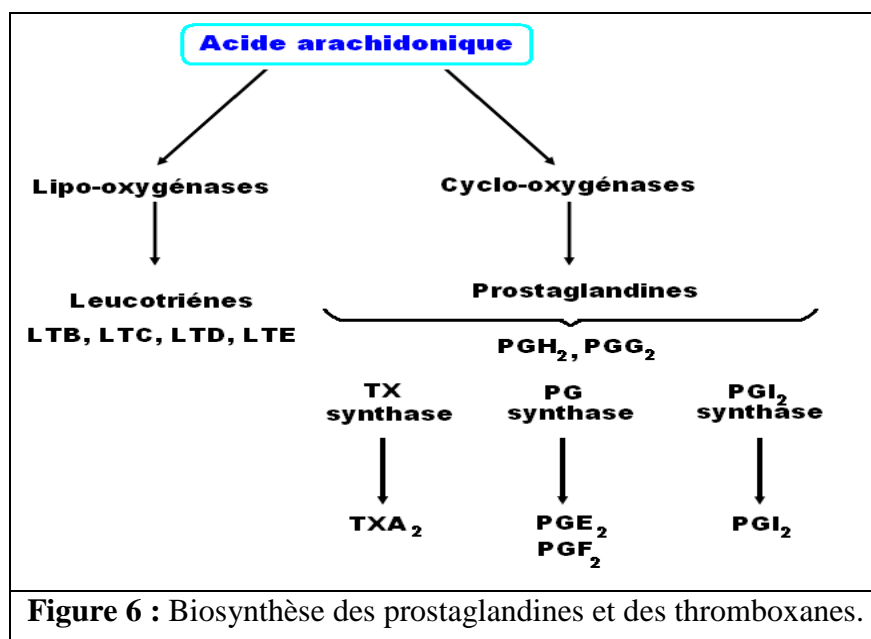 Acide arachidonique
Lipo-oxygénases
Cyclo-oxygénases
Leucotriénes
LTB, LTC, LTD, LTE
Prostaglandines
PGH₂, PGG₂
TX
synthase
PG
synthase
PGI₂
synthase
TXA₂
PGE₂
PGF₂
PGI₂
Figure 6 : Biosynthèse des prostaglandines et des thromboxanes.